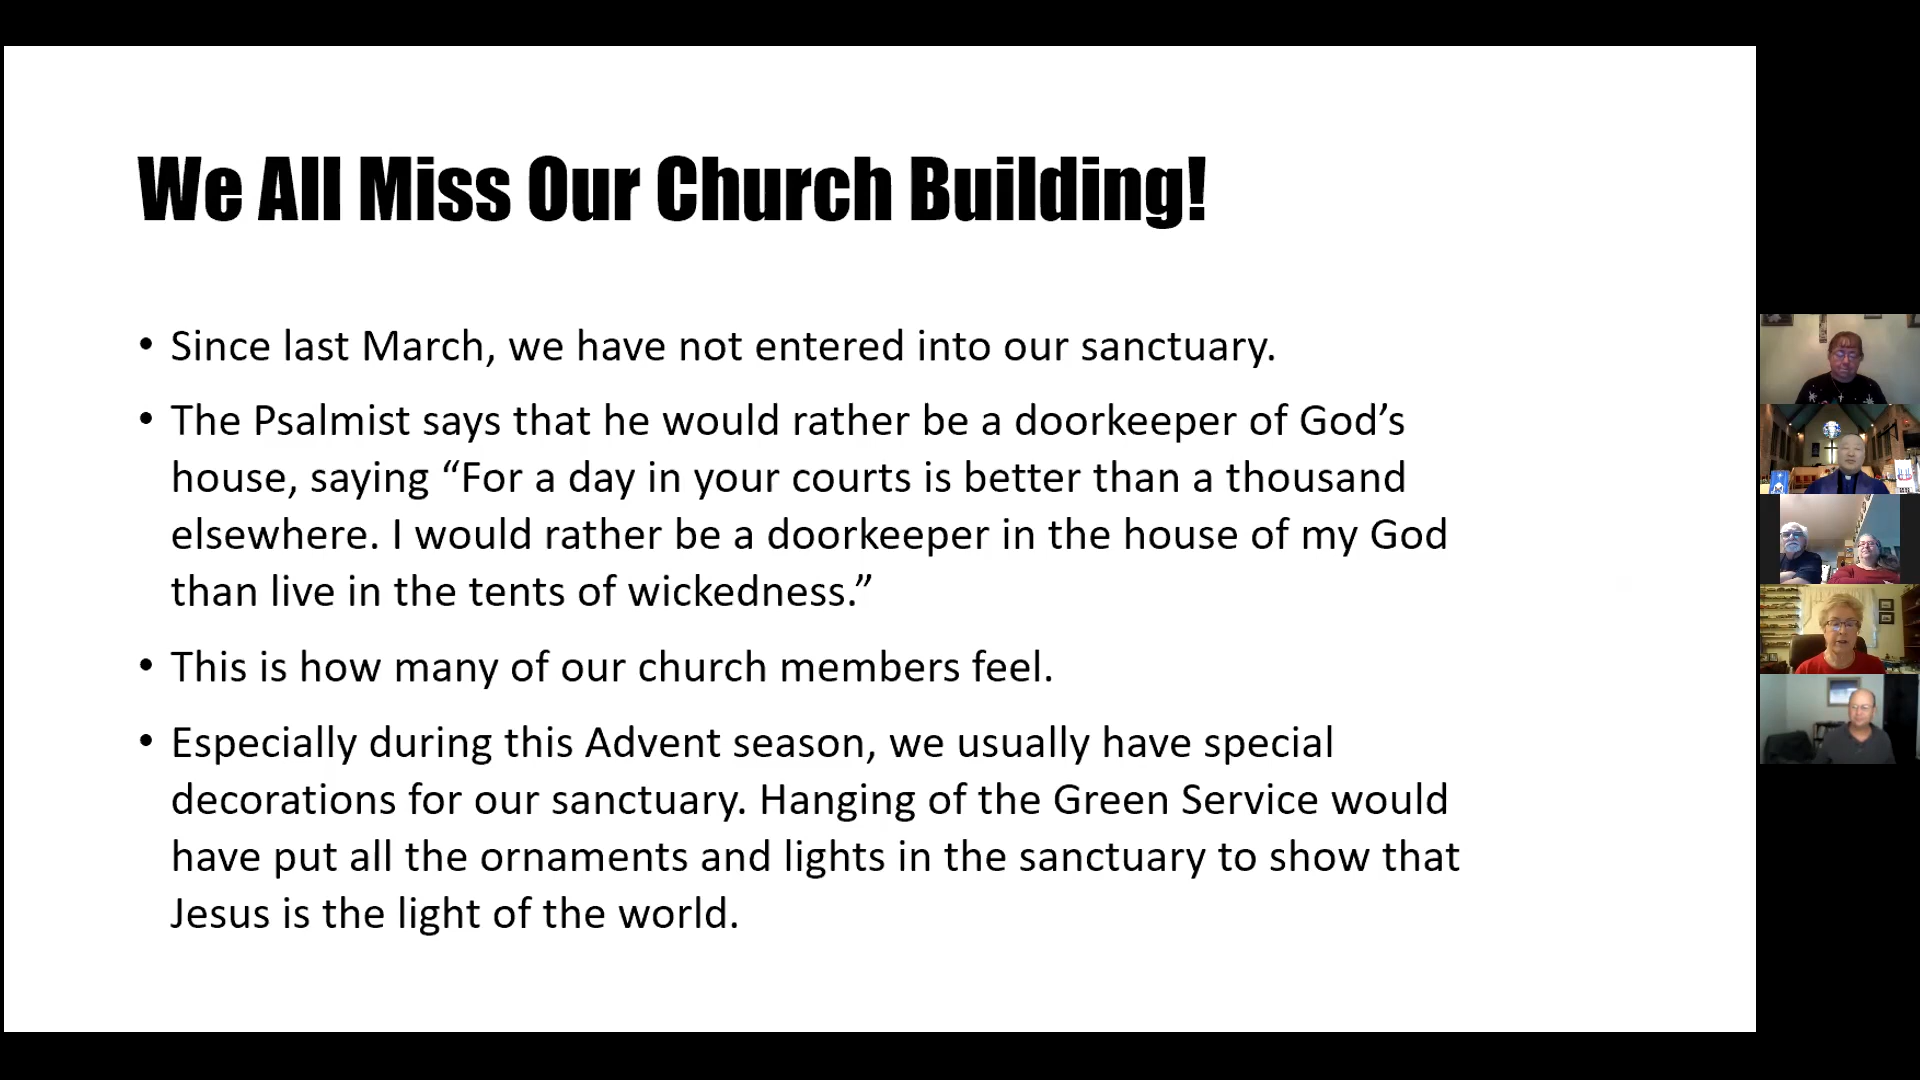 We All Miss Our Church Building!
• Since last March, we have not entered into our sanctuary.
• The Psalmist says that he would rather be a doorkeeper of God’s
house, saying “For a day in your courts is better than a thousand
elsewhere. I would rather be a doorkeeper in the house of my God
than live in the tents of wickedness.”
• This is how many of our church members feel.
• Especially during this Advent season, we usually have special
decorations for our sanctuary. Hanging of the Green Service would
have put all the ornaments and lights in the sanctuary to show that
Jesus is the light of the world.